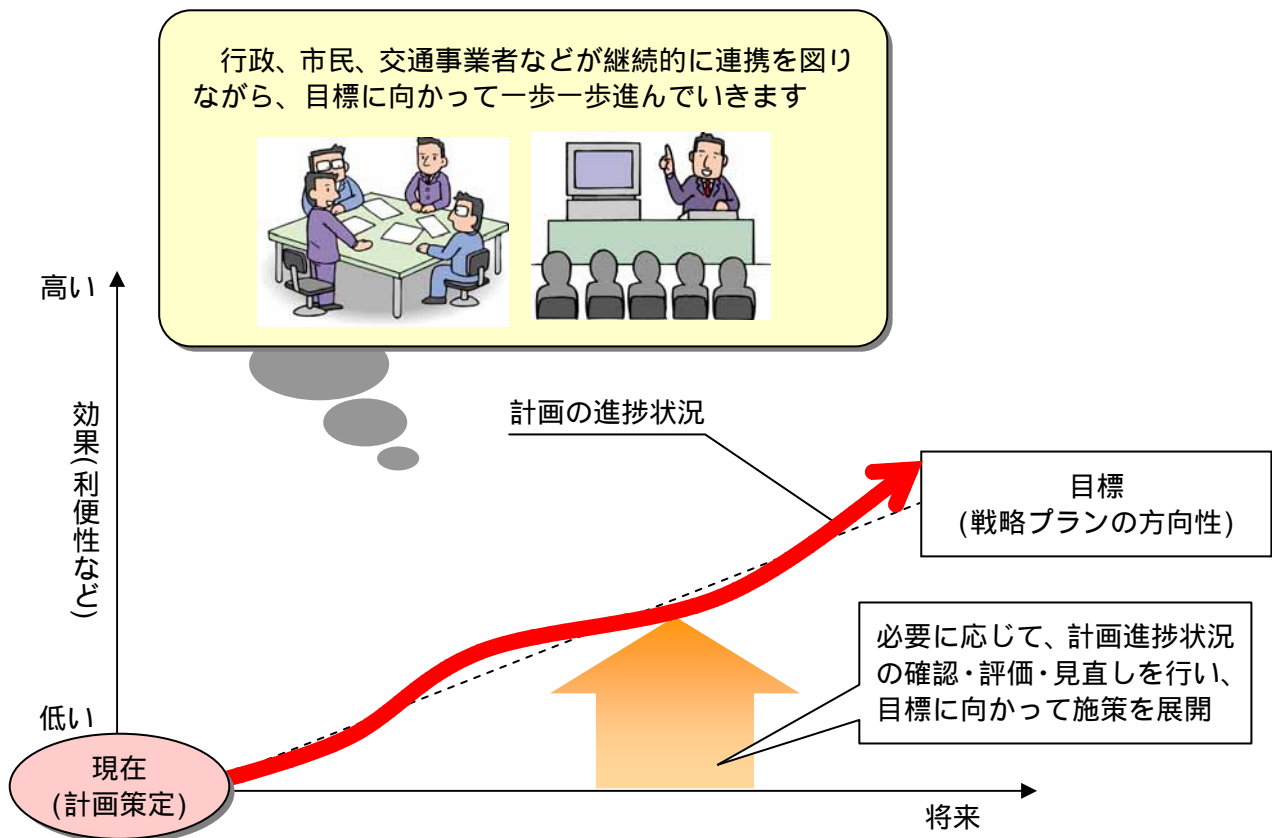 行政、市民、交通事業者などが継続的に連携を図り
ながら、目標に向かって一歩一歩進んでいきます
高い
効果(利便性など)
計画の進捗状況
目標
(戦略プランの方向性)
必要に応じて、計画進捗状況
の確認・評価・見直しを行い、
目標に向かって施策を展開
低い
現在
(計画策定)
将来